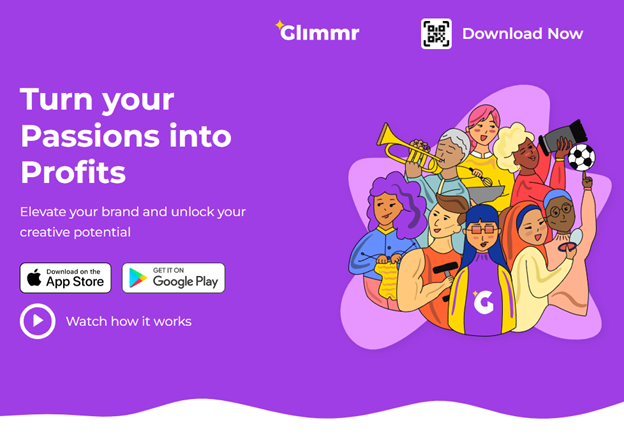 Glimmr
Download Now
Turn your
Passions into
Profits
Elevate your brand and unlock your
creative potential
Download on the
App Store
GET IT ON
Google Play
Watch how it works
G